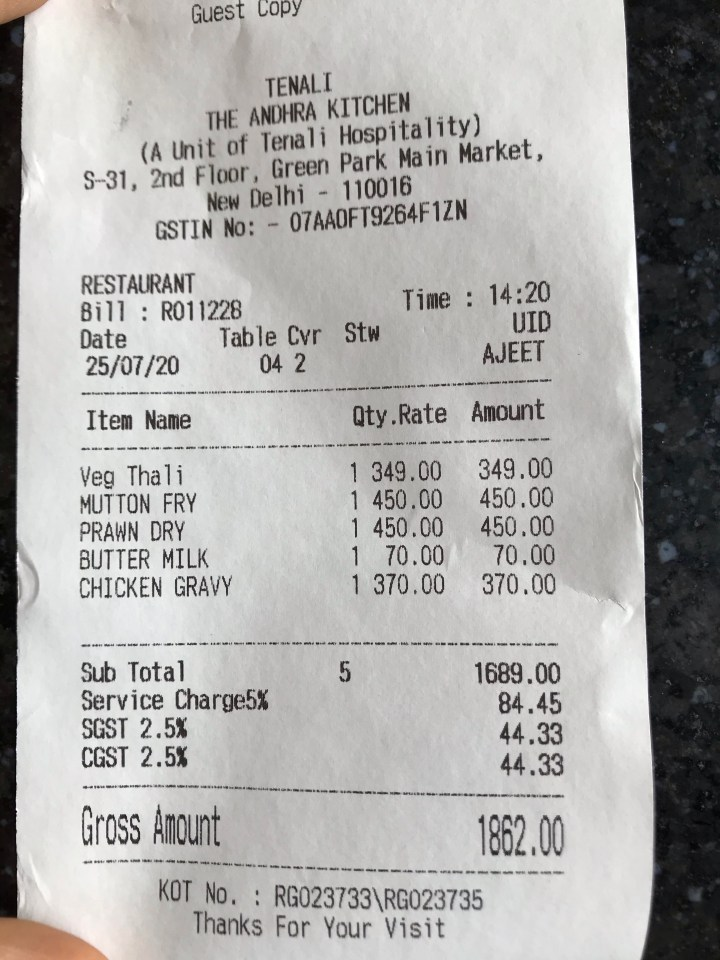 Guest Copy
TENALI
THE ANDHRA KITCHEN
(A Unit of Tenali Hospitality)
S-31, 2nd Floor, Green Park Main Market,
New Delhi - 110016
GSTIN No: - 07AAOFT9264F1ZN
RESTAURANT
Bill : R011228 Time : 14:20
Date Table Cvr Stw UID
25/07/20 04 2 AJEET
Item Name Qty.Rate Amount
Veg Thali 1 349.00 349.00
MUTTON FRY 1 450.00 450.00
PRAWN DRY 1 450.00 450.00
BUTTER MILK 1 70.00 70.00
CHICKEN GRAVY 1 370.00 370.00
Sub Total 5 1689.00
Service Charge5% 84.45
SGST 2.5% 44.33
CGST 2.5% 44.33
Gross Amount 1862.00
KOT No. : RG023733\RG023735
Thanks For Your Visit